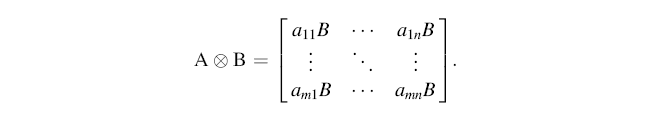 A ⊗ B = [ a₁₁B ⋯ a₁ₙB
⋮ ⋱ ⋮
aₘ₁B ⋯ aₘₙB ] .